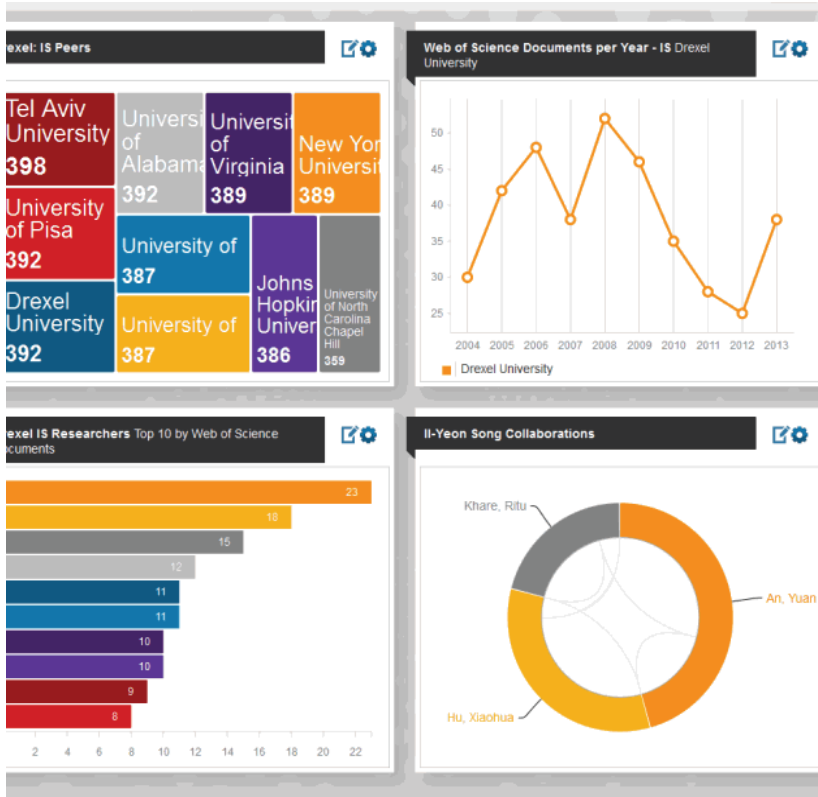 exel: IS Peers
Tel Aviv
University
398
University
of Pisa
392
Drexel
University
392
Universi
of
Alabama
392
Universit
of
Virginia
389
New Yor
Universit
389
University of
387
University of
387
Johns
Hopkin
Univer
386
University
of North
Carolina
Chapel
Hill
359
Web of Science Documents per Year - IS Drexel
University
50
45
40
35
30
25
2004 2005 2006 2007 2008 2009 2010 2011 2012 2013
Drexel University
exel IS Researchers Top 10 by Web of Science
ocuments
23
18
15
12
11
11
10
10
9
8
2 4 6 8 10 12 14 16 18 20 22
Il-Yeon Song Collaborations
Khare, Ritu
An, Yuan
Hu, Xiaohua